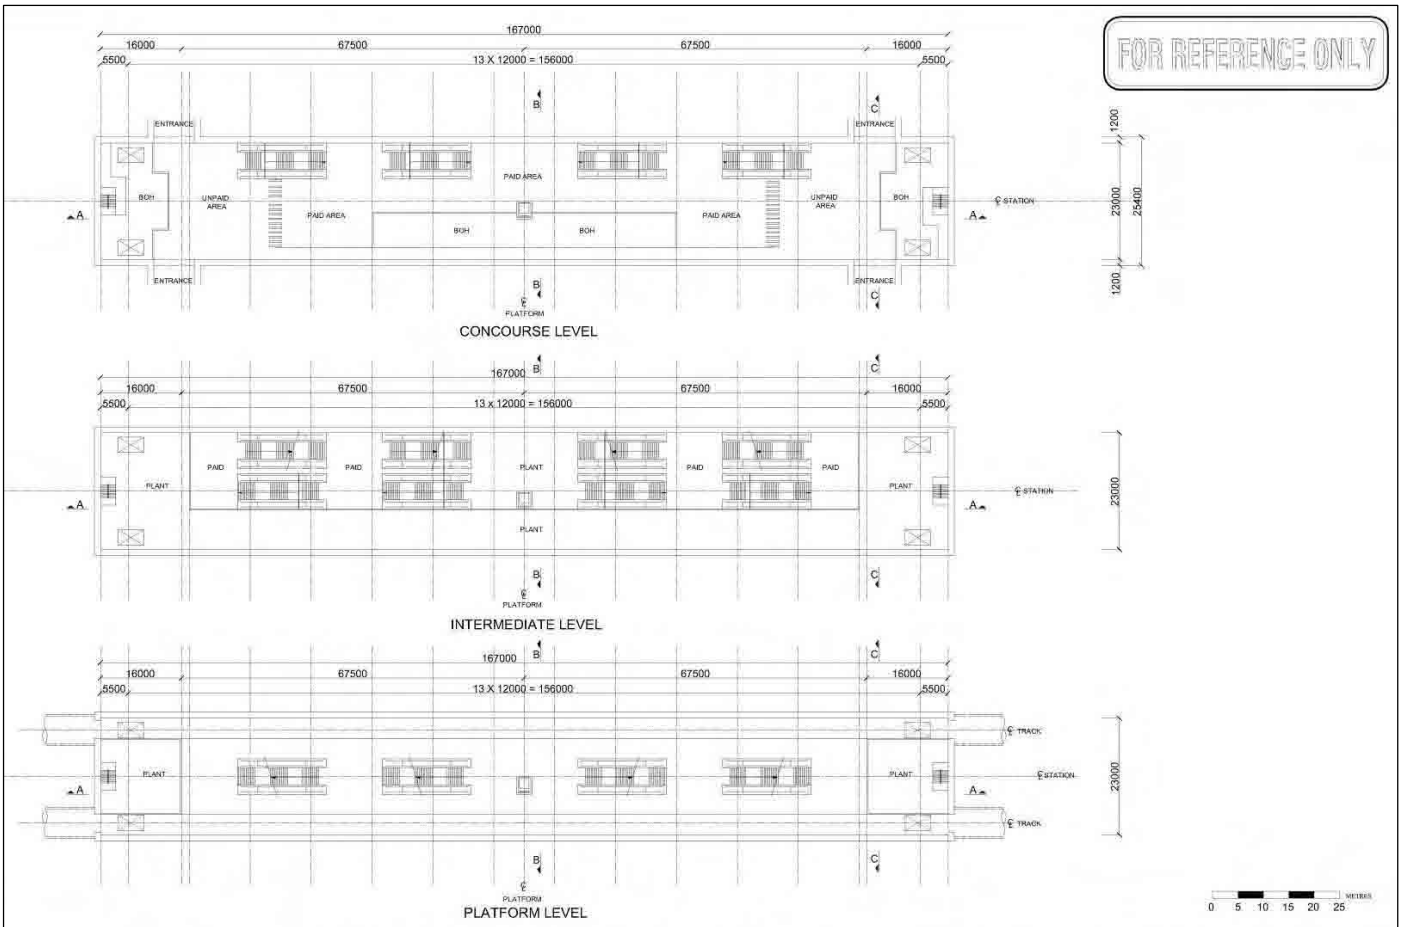 167000
16000 67500 67500 16000
5500 13 X 12000 = 156000 5500
FOR REFERENCE ONLY
B C
ENTRANCE ENTRANCE
1200
PAID AREA
BOH UNPAID AREA UNPAID AREA BOH
℄ STATION
A PAID AREA PAID AREA A
23000 25400
BOH BOH
ENTRANCE ENTRANCE
1200
B C
℄
PLATFORM
CONCOURSE LEVEL
B C
167000
16000 67500 67500 16000
5500 13 x 12000 = 156000 5500
PAID PAID PLANT PAID PAID
PLANT PLANT
℄ STATION
A A
23000
PLANT
B C
℄
PLATFORM
INTERMEDIATE LEVEL
B C
167000
16000 67500 67500 16000
5500 13 X 12000 = 156000 5500
℄ TRACK
PLANT PLANT
℄ STATION
A A
23000
℄ TRACK
B C
℄
PLATFORM
PLATFORM LEVEL
METRES
0 5 10 15 20 25